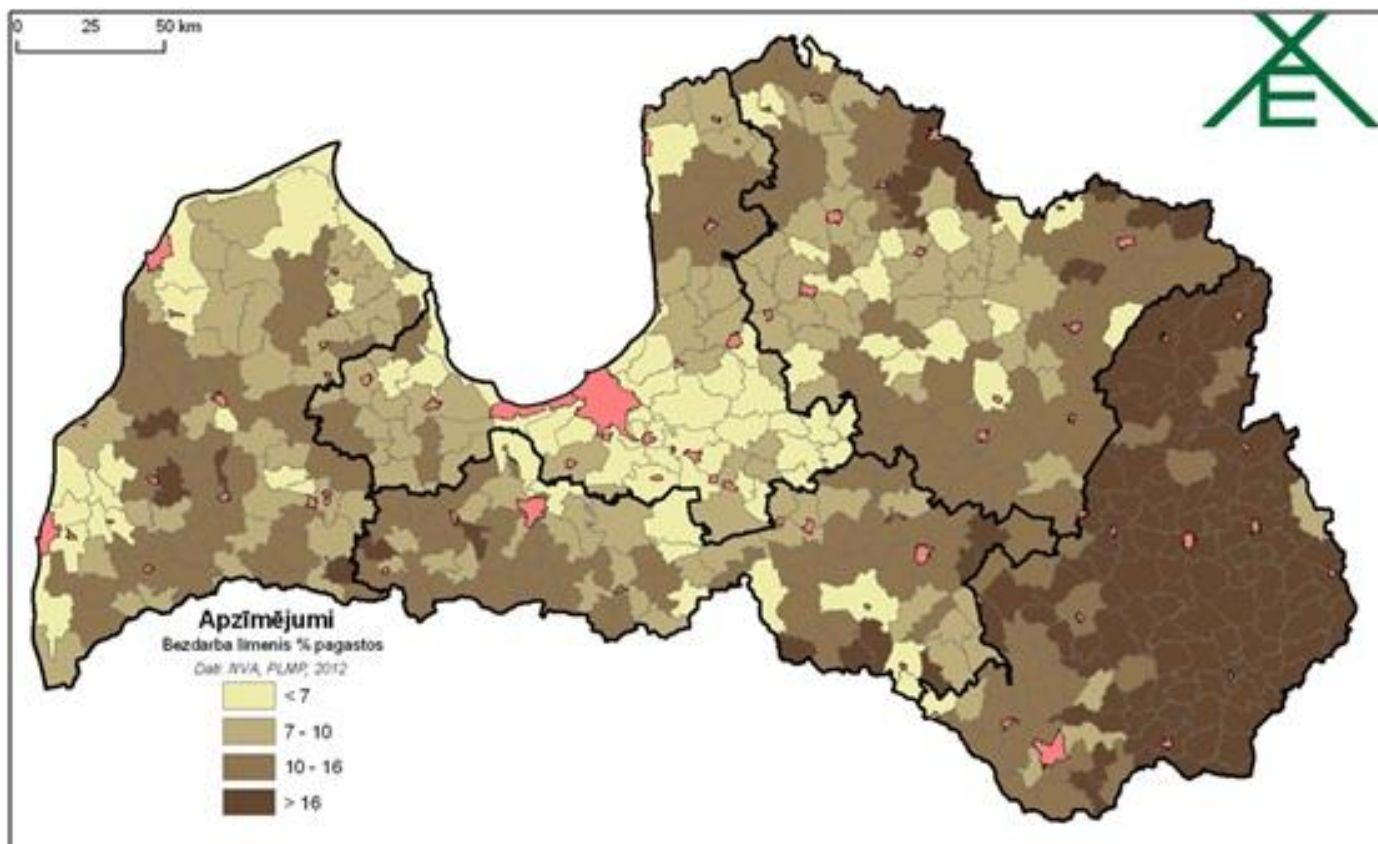 0 25 50 km
Apzīmējumi
Bezdarba līmenis % pagastos
Dati: NVA, PLMP, 2012
< 7
7 - 10
10 - 16
> 16